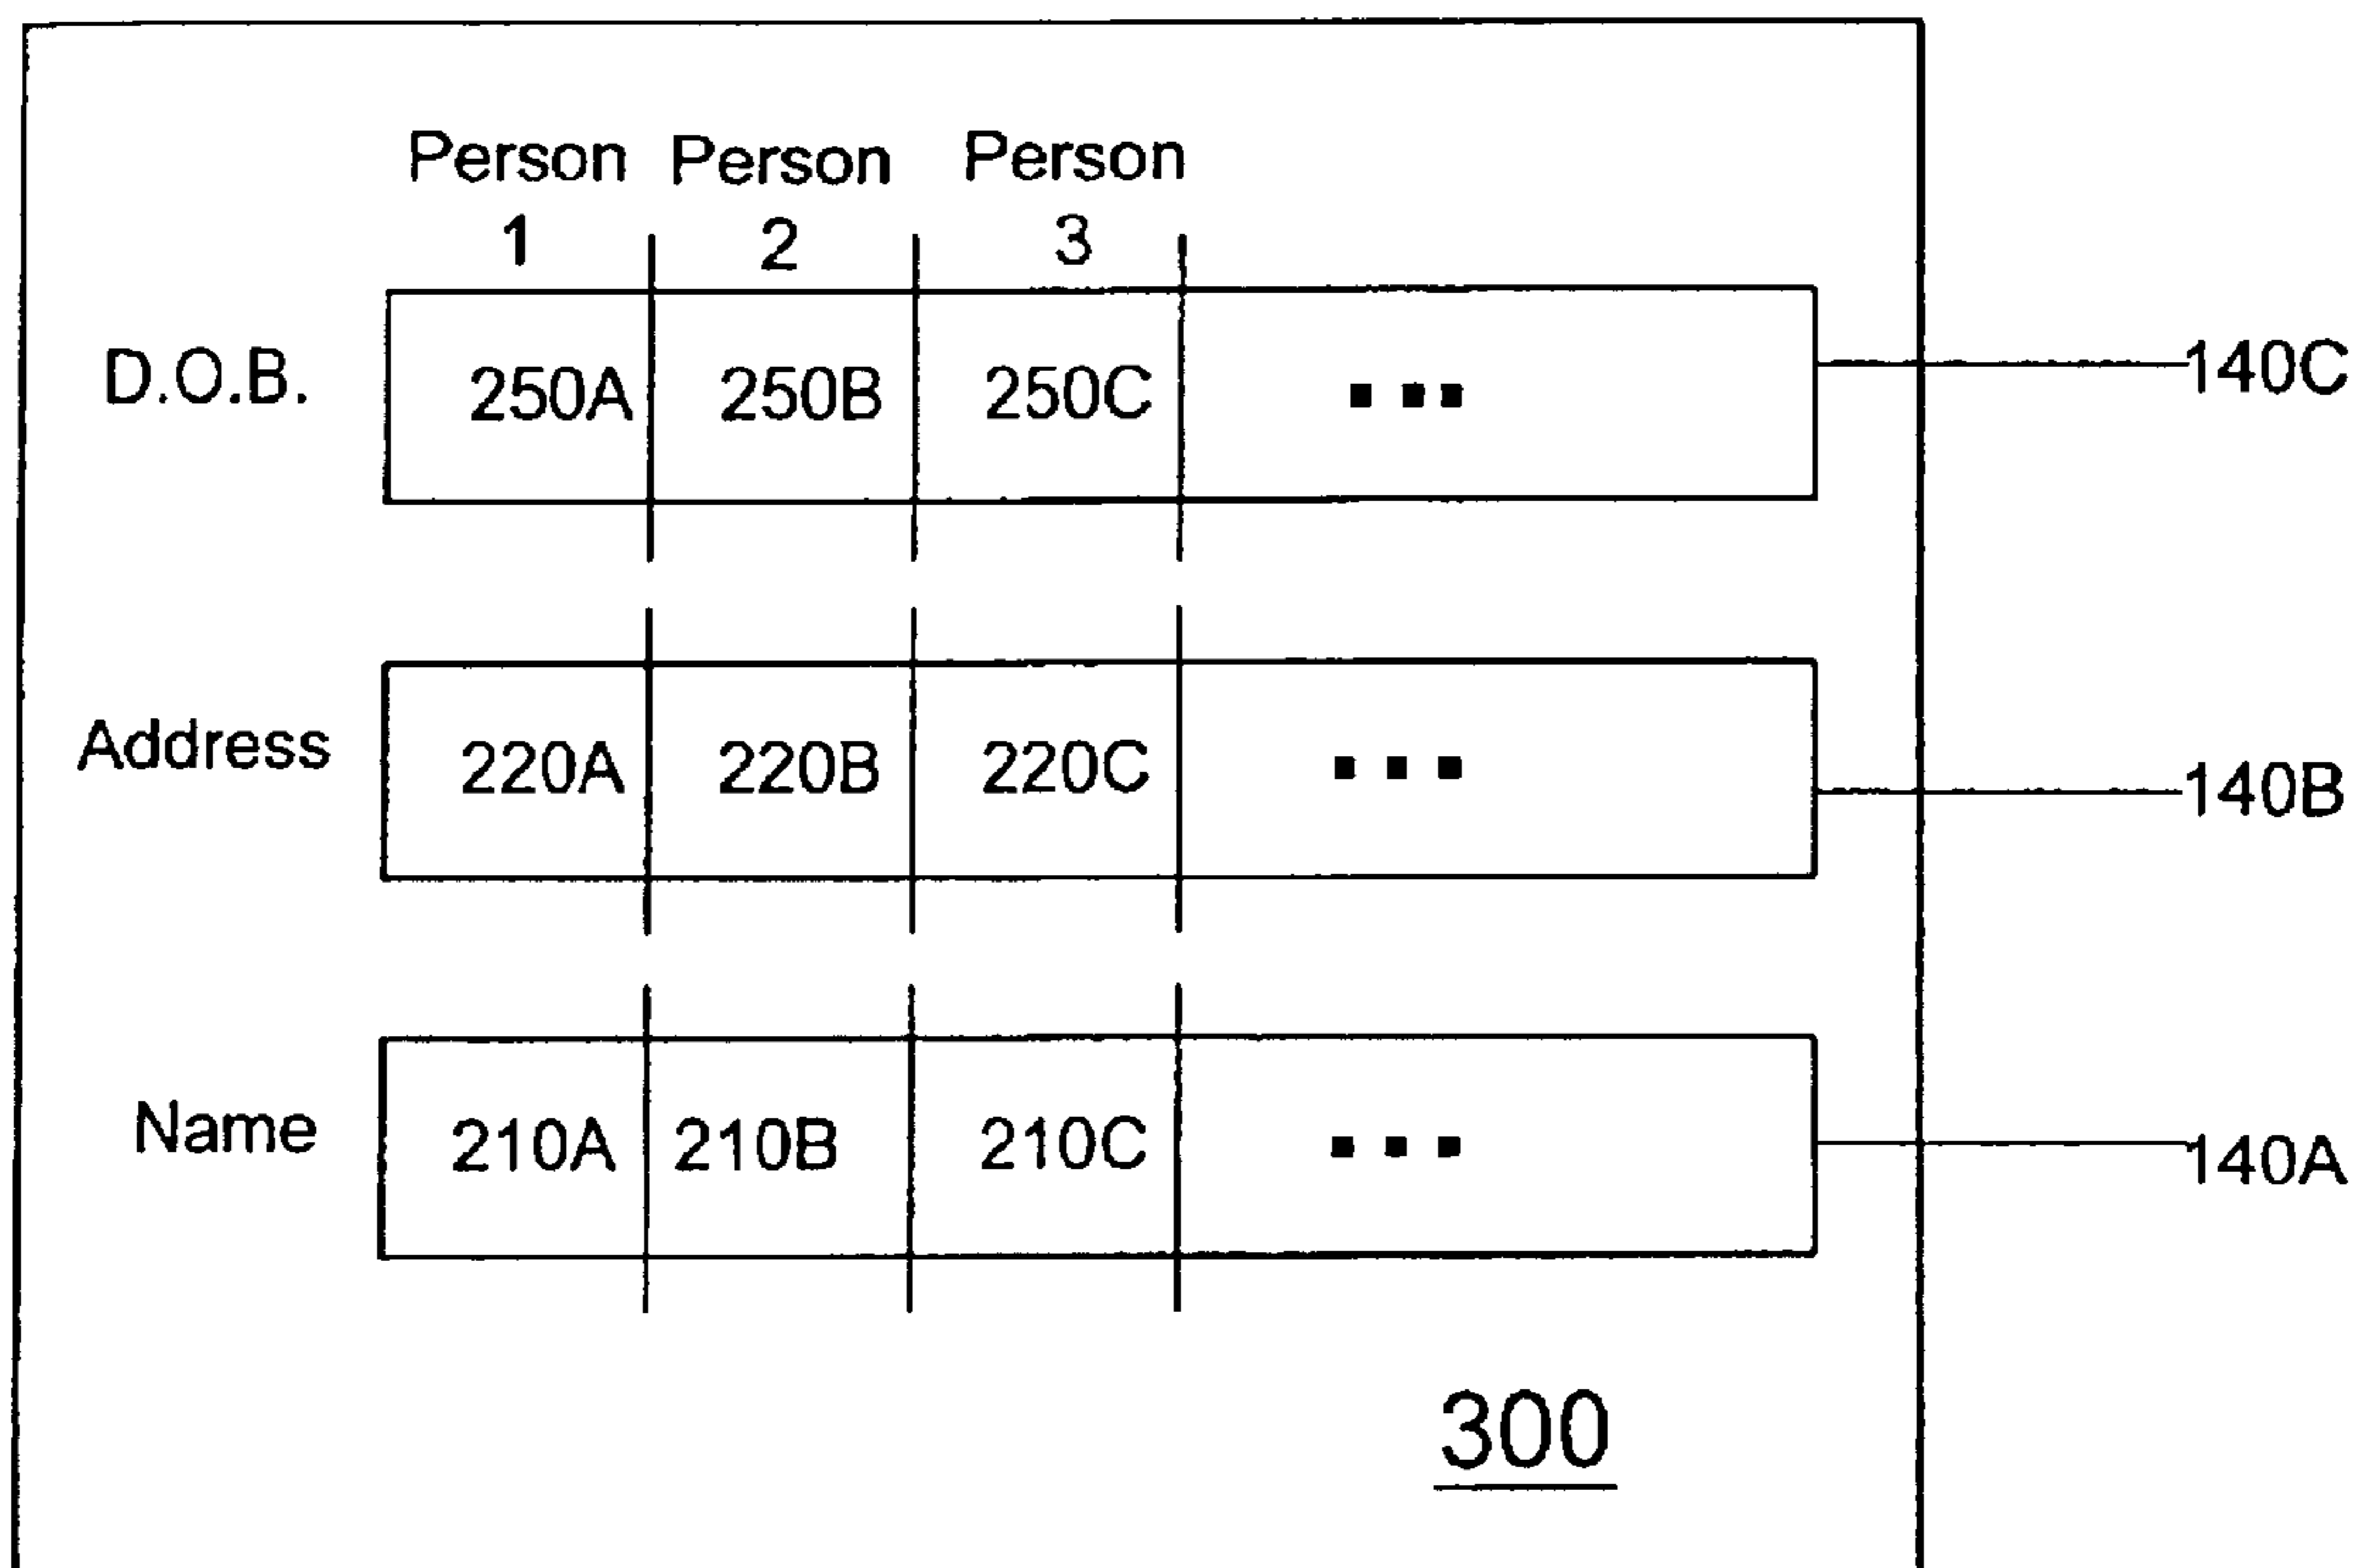 Person Person Person
1 2 3
D.O.B. 250A 250B 250C ... 140C
Address 220A 220B 220C ... 140B
Name 210A 210B 210C ... 140A
300